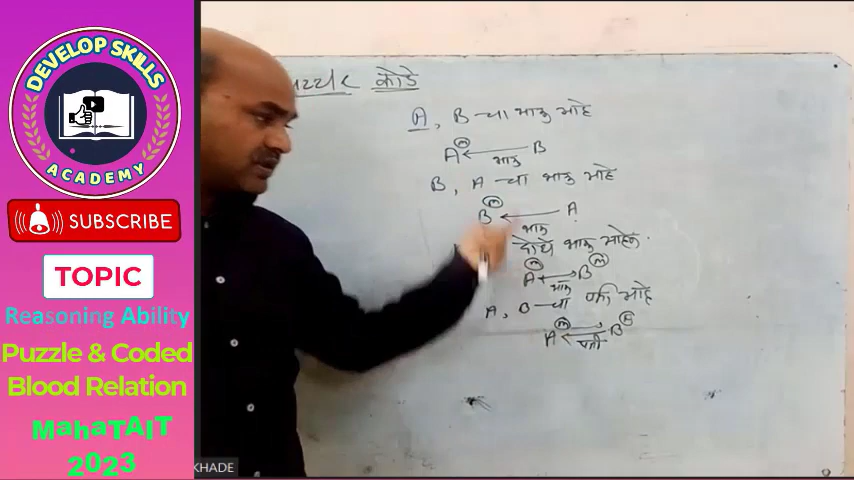 DEVELOP SKILLS
ACADEMY
SUBSCRIBE
TOPIC
Reasoning Ability
Puzzle & Coded
Blood Relation
MahaTAIT
2023
KHADE
कोडे
A, B-चा भाऊ आहे
A (m) ← B
भाऊ
B, A-चा भाऊ आहे
B (m) ← A
भाऊ
दोघे भाऊ आहेत.
A (m) ↔ B (m)
भाऊ
A, B-चा पती आहे
A (m) B
पती